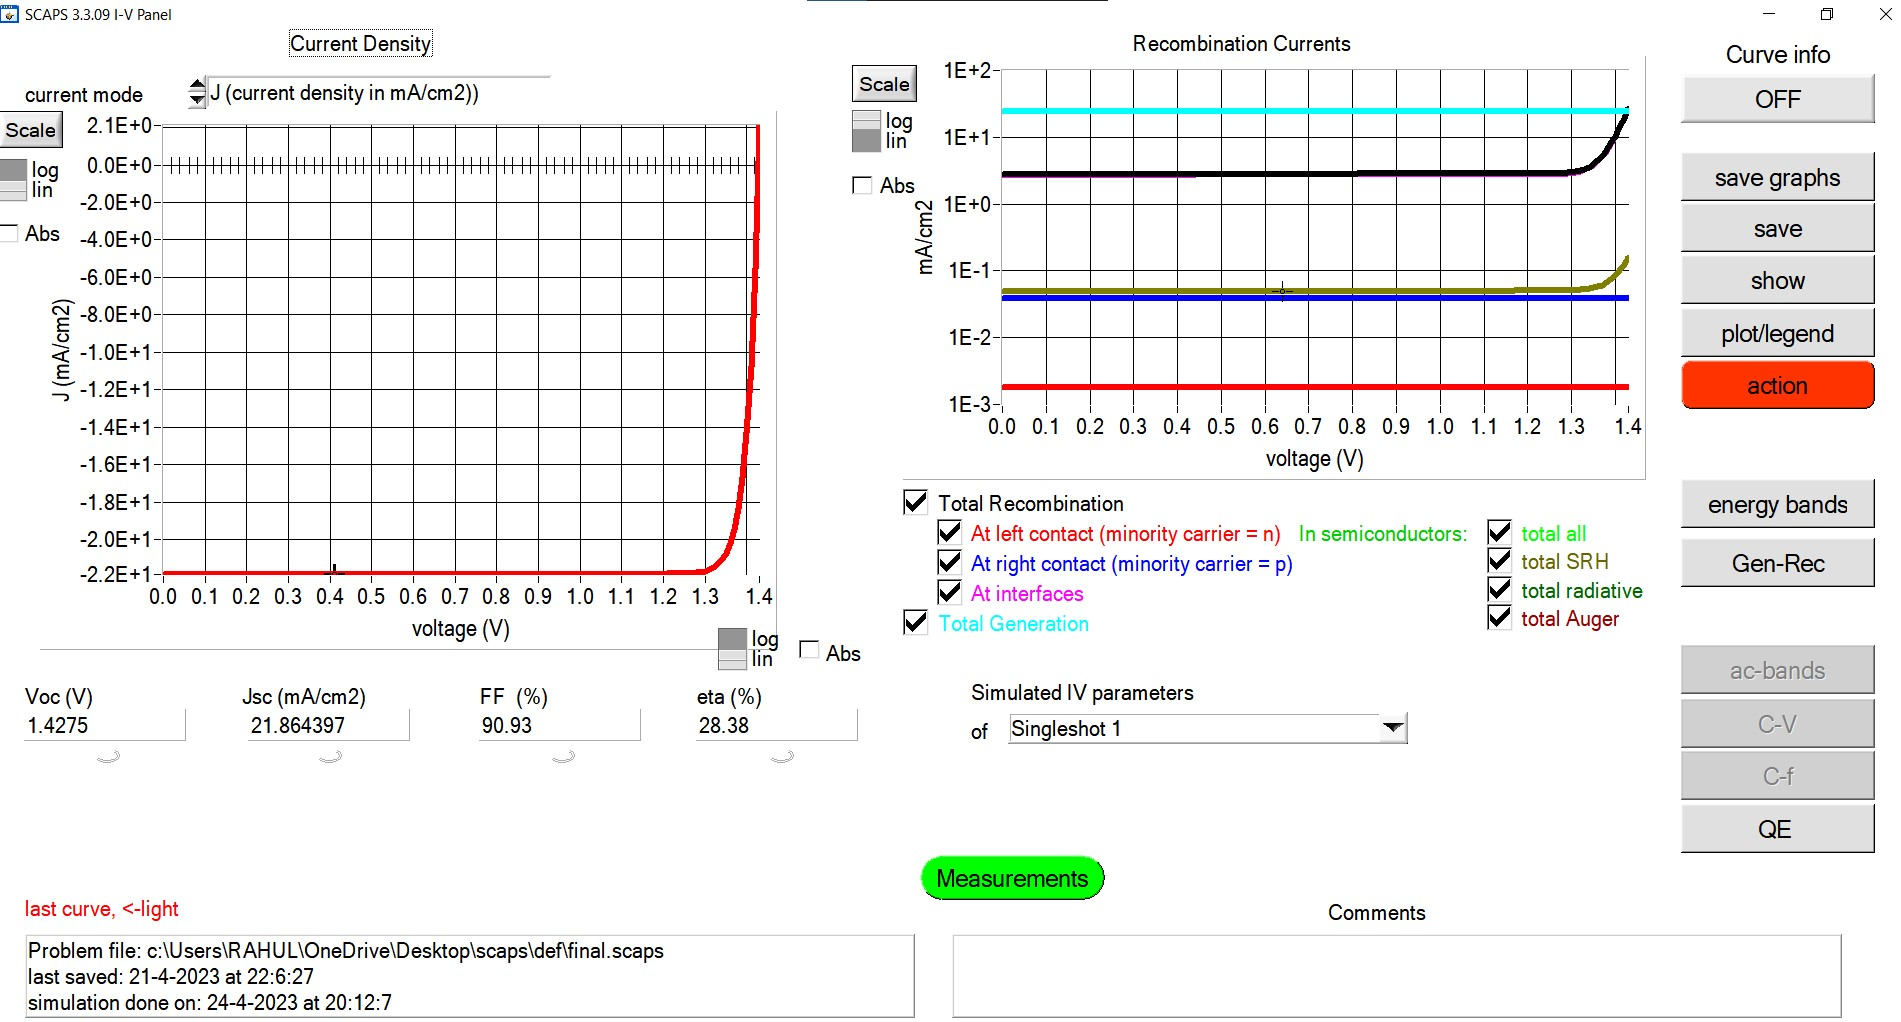 SCAPS 3.3.09 I-V Panel
Current Density
current mode
J (current density in mA/cm2))
Scale
log
lin
Abs
2.1E+0
0.0E+0
-2.0E+0
-4.0E+0
-6.0E+0
-8.0E+0
-1.0E+1
-1.2E+1
-1.4E+1
-1.6E+1
-1.8E+1
-2.0E+1
-2.2E+1
J (mA/cm2)
0.0 0.1 0.2 0.3 0.4 0.5 0.6 0.7 0.8 0.9 1.0 1.1 1.2 1.3 1.4
voltage (V)
log
lin
Abs
Recombination Currents
Scale
log
lin
Abs
1E+2
1E+1
1E+0
1E-1
1E-2
1E-3
mA/cm2
0.0 0.1 0.2 0.3 0.4 0.5 0.6 0.7 0.8 0.9 1.0 1.1 1.2 1.3 1.4
voltage (V)
Total Recombination
At left contact (minority carrier = n)
At right contact (minority carrier = p)
At interfaces
Total Generation
In semiconductors:
total all
total SRH
total radiative
total Auger
Voc (V)
1.4275
Jsc (mA/cm2)
21.864397
FF (%)
90.93
eta (%)
28.38
Simulated IV parameters
of Singleshot 1
Curve info
OFF
save graphs
save
show
plot/legend
action
energy bands
Gen-Rec
ac-bands
C-V
C-f
QE
Measurements
last curve, <-light
Problem file: c:\Users\RAHUL\OneDrive\Desktop\scaps\def\final.scaps
last saved: 21-4-2023 at 22:6:27
simulation done on: 24-4-2023 at 20:12:7
Comments